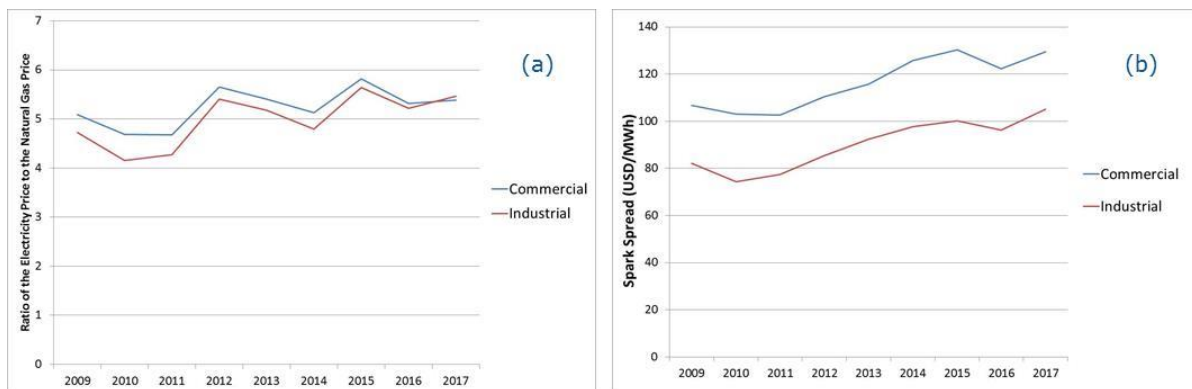 Ratio of the Electricity Price to the Natural Gas Price
7
6
5
4
3
2
1
0
2009 2010 2011 2012 2013 2014 2015 2016 2017
(a)
Commercial
Industrial
Spark Spread (USD/MWh)
140
120
100
80
60
40
20
0
2009 2010 2011 2012 2013 2014 2015 2016 2017
(b)
Commercial
Industrial